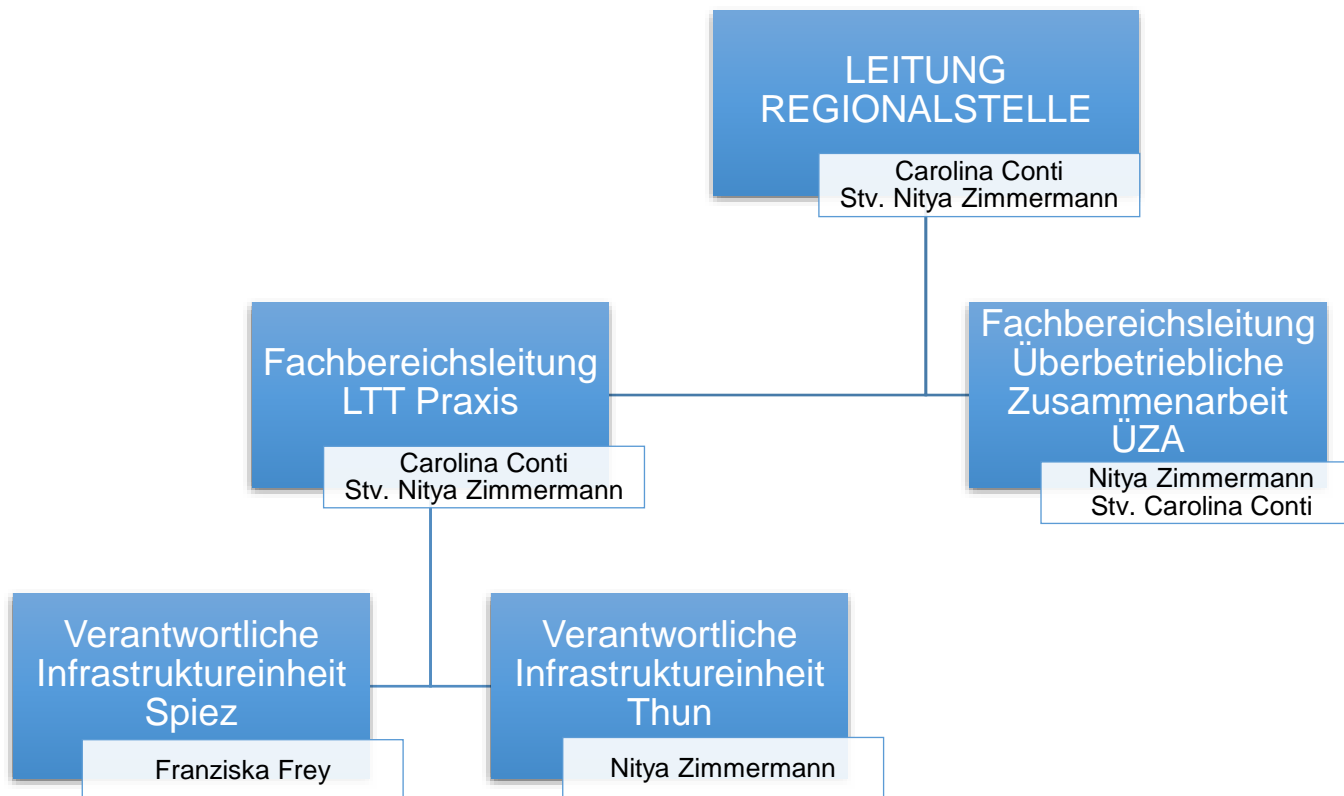 LEITUNG
REGIONALSTELLE
Carolina Conti
Stv. Nitya Zimmermann
Fachbereichsleitung
LTT Praxis
Carolina Conti
Stv. Nitya Zimmermann
Fachbereichsleitung
Überbetriebliche
Zusammenarbeit
ÜZA
Nitya Zimmermann
Stv. Carolina Conti
Verantwortliche
Infrastruktureinheit
Spiez
Franziska Frey
Verantwortliche
Infrastruktureinheit
Thun
Nitya Zimmermann